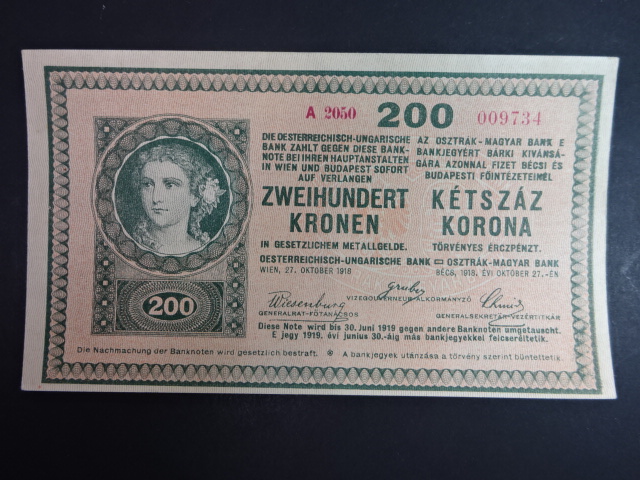 A 2050 200 009734
DIE OESTERREICHISCH-UNGARISCHE
BANK ZAHLT GEGEN DIESE BANK-
NOTE BEI IHREN HAUPTANSTALTEN
IN WIEN UND BUDAPEST SOFORT
AUF VERLANGEN
ZWEIHUNDERT
KRONEN
IN GESETZLICHEM METALLGELDE.
AZ OSZTRÁK-MAGYAR BANK E
BANKJEGYÉRT BÁRKI KIVÁNSÁ-
GÁRA AZONNAL FIZET BÉCSI ÉS
BUDAPESTI FŐINTÉZETEINÉL
KÉTSZÁZ
KORONA
TÖRVÉNYES ÉRCZPÉNZT.
OESTERREICHISCH-UNGARISCHE BANK OSZTRÁK-MAGYAR BANK
WIEN, 27. OKTOBER 1918 BÉCS, 1918. ÉVI OKTÓBER 27.-ÉN
200
Gruber
Wiesenburg VIZEGOUVERNEUR ALKORMÁNYZÓ Schmid
GENERALRAT-FŐTANÁCSOS GENERALSEKRETÄR-VEZÉRTITKÁR
Diese Note wird bis 30. Juni 1919 gegen andere Banknoten umgetauscht.
E jegy 1919. évi junius 30.-áig más bankjegyekkel felcseréltetik.
Die Nachmachung der Banknoten wird gesetzlich bestraft. A bankjegyek utánzása a törvény szerint büntettetik.